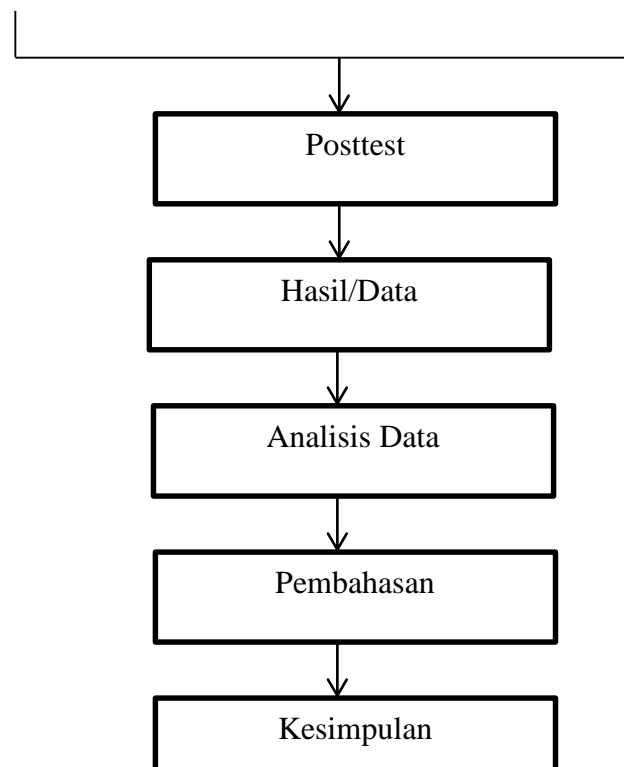 Posttest
Hasil/Data
Analisis Data
Pembahasan
Kesimpulan